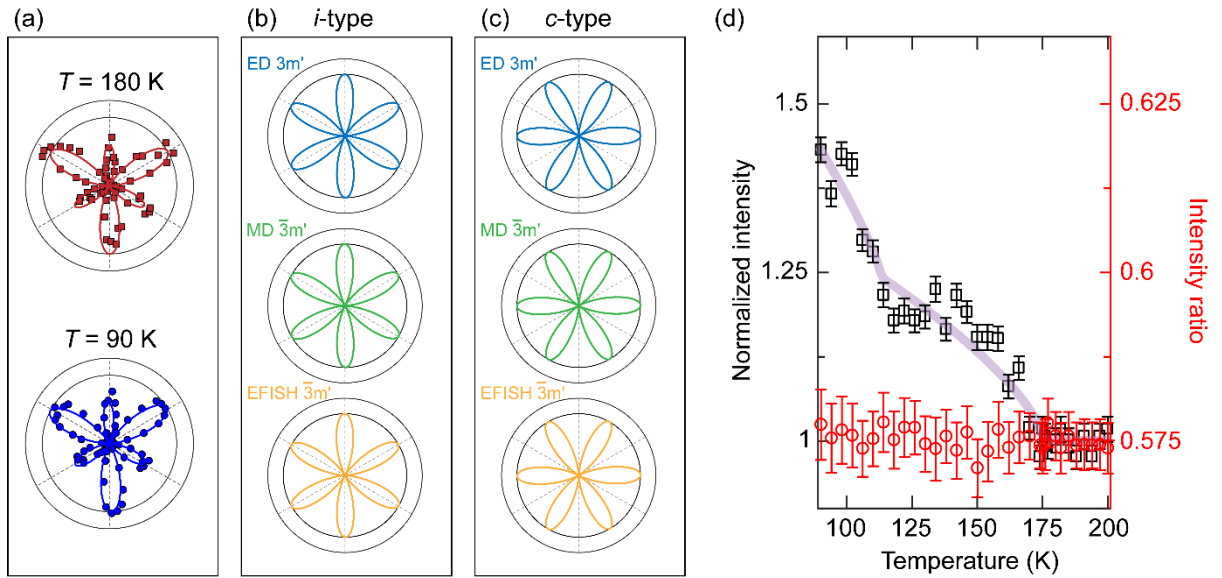 (a)
T = 180 K
T = 90 K
(b) i-type
ED 3m'
MD 3̅m'
EFISH 3̅m'
(c) c-type
ED 3m'
MD 3̅m'
EFISH 3̅m'
(d)
Normalized intensity
1.5
1.25
1
0.625
0.6
0.575
Intensity ratio
100 125 150 175 200
Temperature (K)